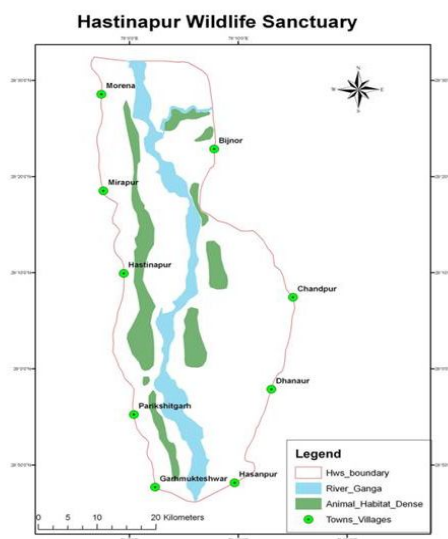 Hastinapur Wildlife Sanctuary
N
W
E
S
Morena
Bijnor
Mirapur
Hastinapur
Chandpur
Dhanaur
Parikshitgarh
Garhmukteshwar
Hasanpur
Legend
Hws_boundary
River_Ganga
Animal_Habitat_Dense
Towns_Villages
0 5 10 20 Kilometers